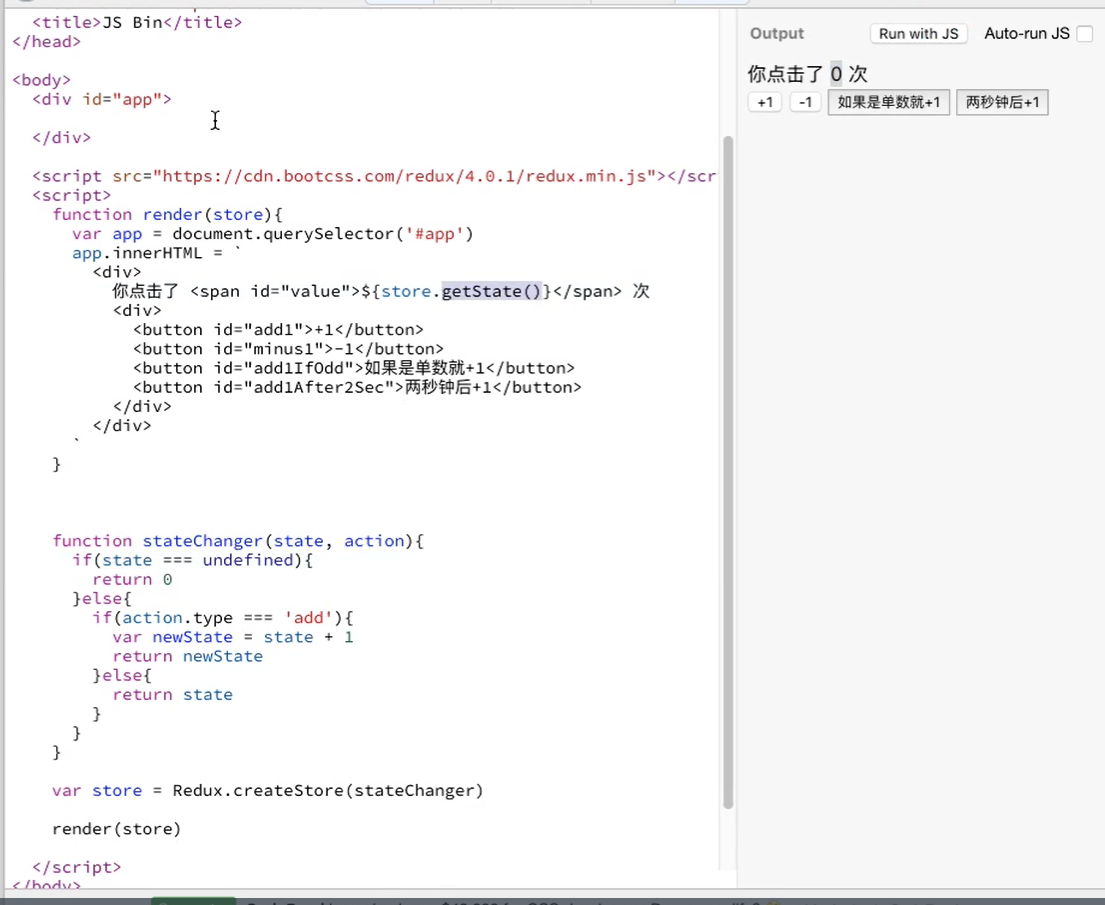 <title>JS Bin</title>
</head>
<body>
<div id="app">
</div>
<script src="https://cdn.bootcss.com/redux/4.0.1/redux.min.js"></scr
<script>
function render(store){
var app = document.querySelector('#app')
app.innerHTML = `
<div>
你点击了 <span id="value">${store.getState()}</span> 次
<div>
<button id="add1">+1</button>
<button id="minus1">-1</button>
<button id="add1IfOdd">如果是单数就+1</button>
<button id="add1After2Sec">两秒钟后+1</button>
</div>
</div>
`
}
function stateChanger(state, action){
if(state === undefined){
return 0
}else{
if(action.type === 'add'){
var newState = state + 1
return newState
}else{
return state
}
}
}
var store = Redux.createStore(stateChanger)
render(store)
</script>
</body>
Output Run with JS Auto-run JS
你点击了 0 次
+1 -1 如果是单数就+1 两秒钟后+1